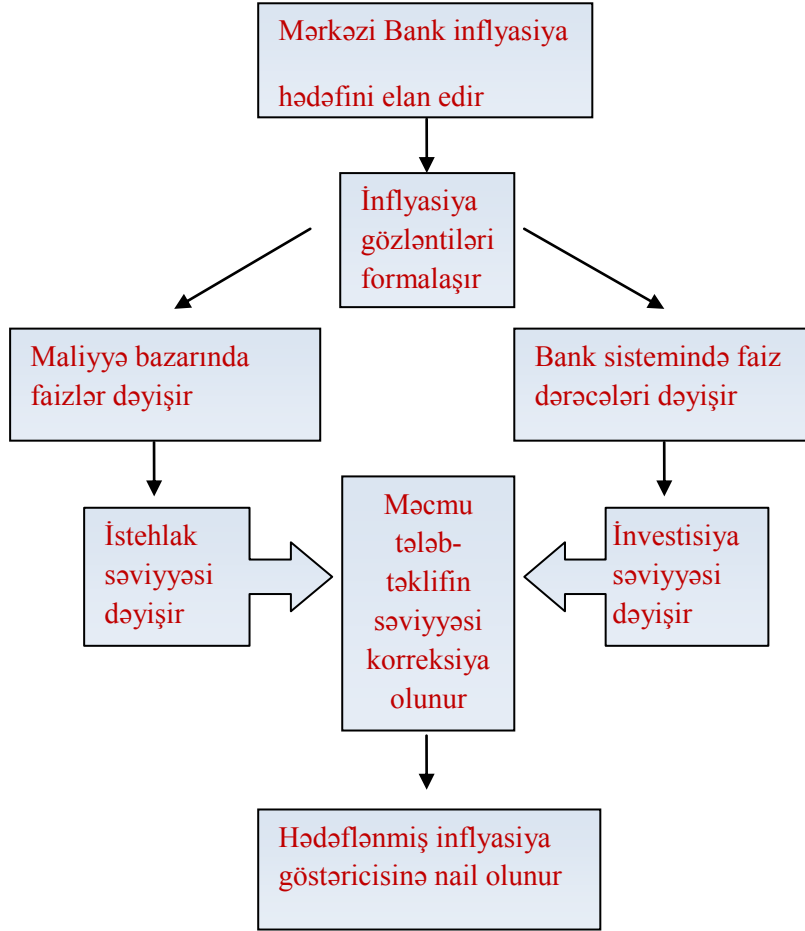 Mərkəzi Bank inflyasiya
hədəfini elan edir
İnflyasiya
gözləntiləri
formalaşır
Maliyyə bazarında
faizlər dəyişir
Bank sistemində faiz
dərəcələri dəyişir
İstehlak
səviyyəsi
dəyişir
Məcmu
tələb-
təklifin
səviyyəsi
korreksiya
olunur
İnvestisiya
səviyyəsi
dəyişir
Hədəflənmiş inflyasiya
göstəricisinə nail olunur